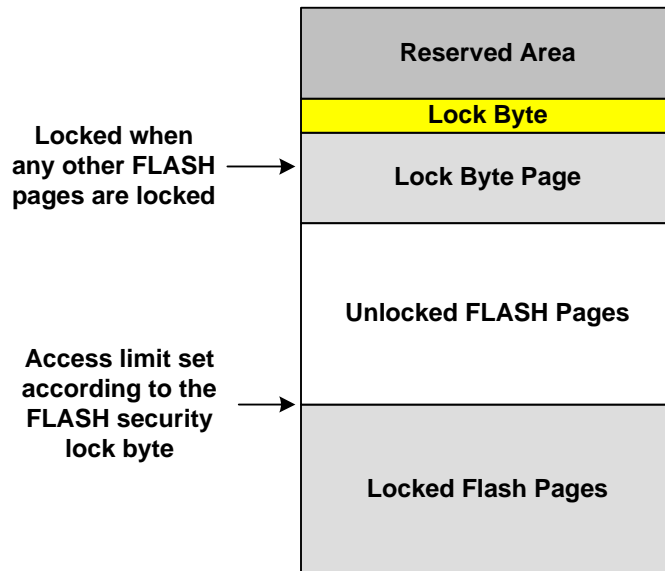 Reserved Area
Lock Byte
Locked when
any other FLASH
pages are locked
Lock Byte Page
Unlocked FLASH Pages
Access limit set
according to the
FLASH security
lock byte
Locked Flash Pages